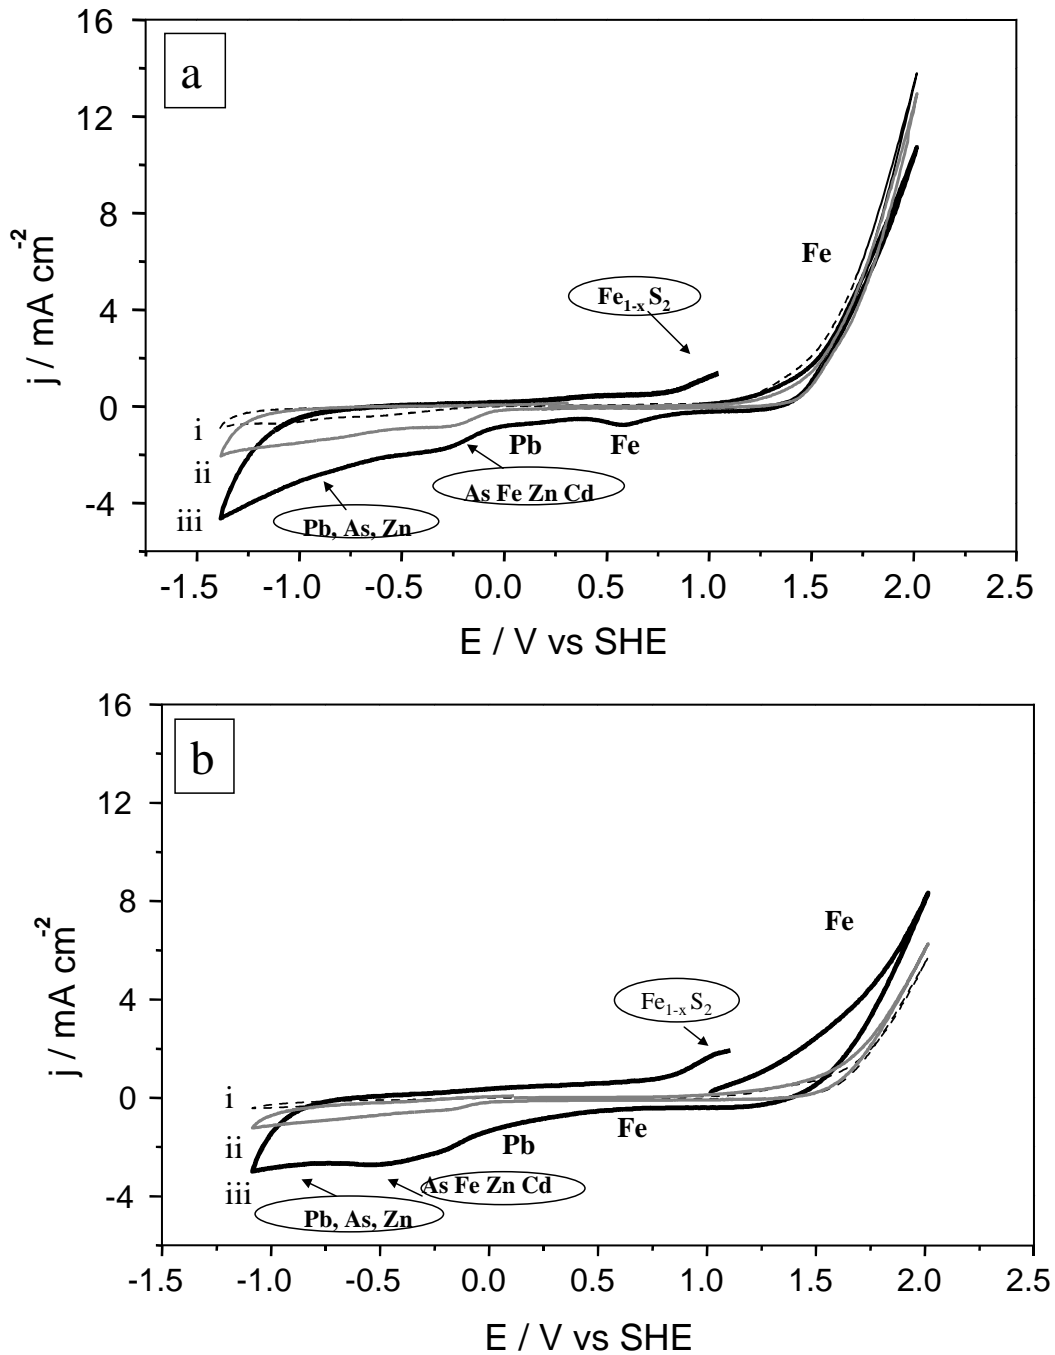 16
a
12
j / mA cm-2
8
Fe
Fe1-x S2
4
0
i
Pb
Fe
ii
As Fe Zn Cd
-4
iii
Pb, As, Zn
-1.5 -1.0 -0.5 0.0 0.5 1.0 1.5 2.0 2.5
E / V vs SHE
16
b
12
j / mA cm-2
8
Fe
4
Fe1-x S2
0
i
Fe
ii
Pb
iii
As Fe Zn Cd
-4
Pb, As, Zn
-1.5 -1.0 -0.5 0.0 0.5 1.0 1.5 2.0 2.5
E / V vs SHE